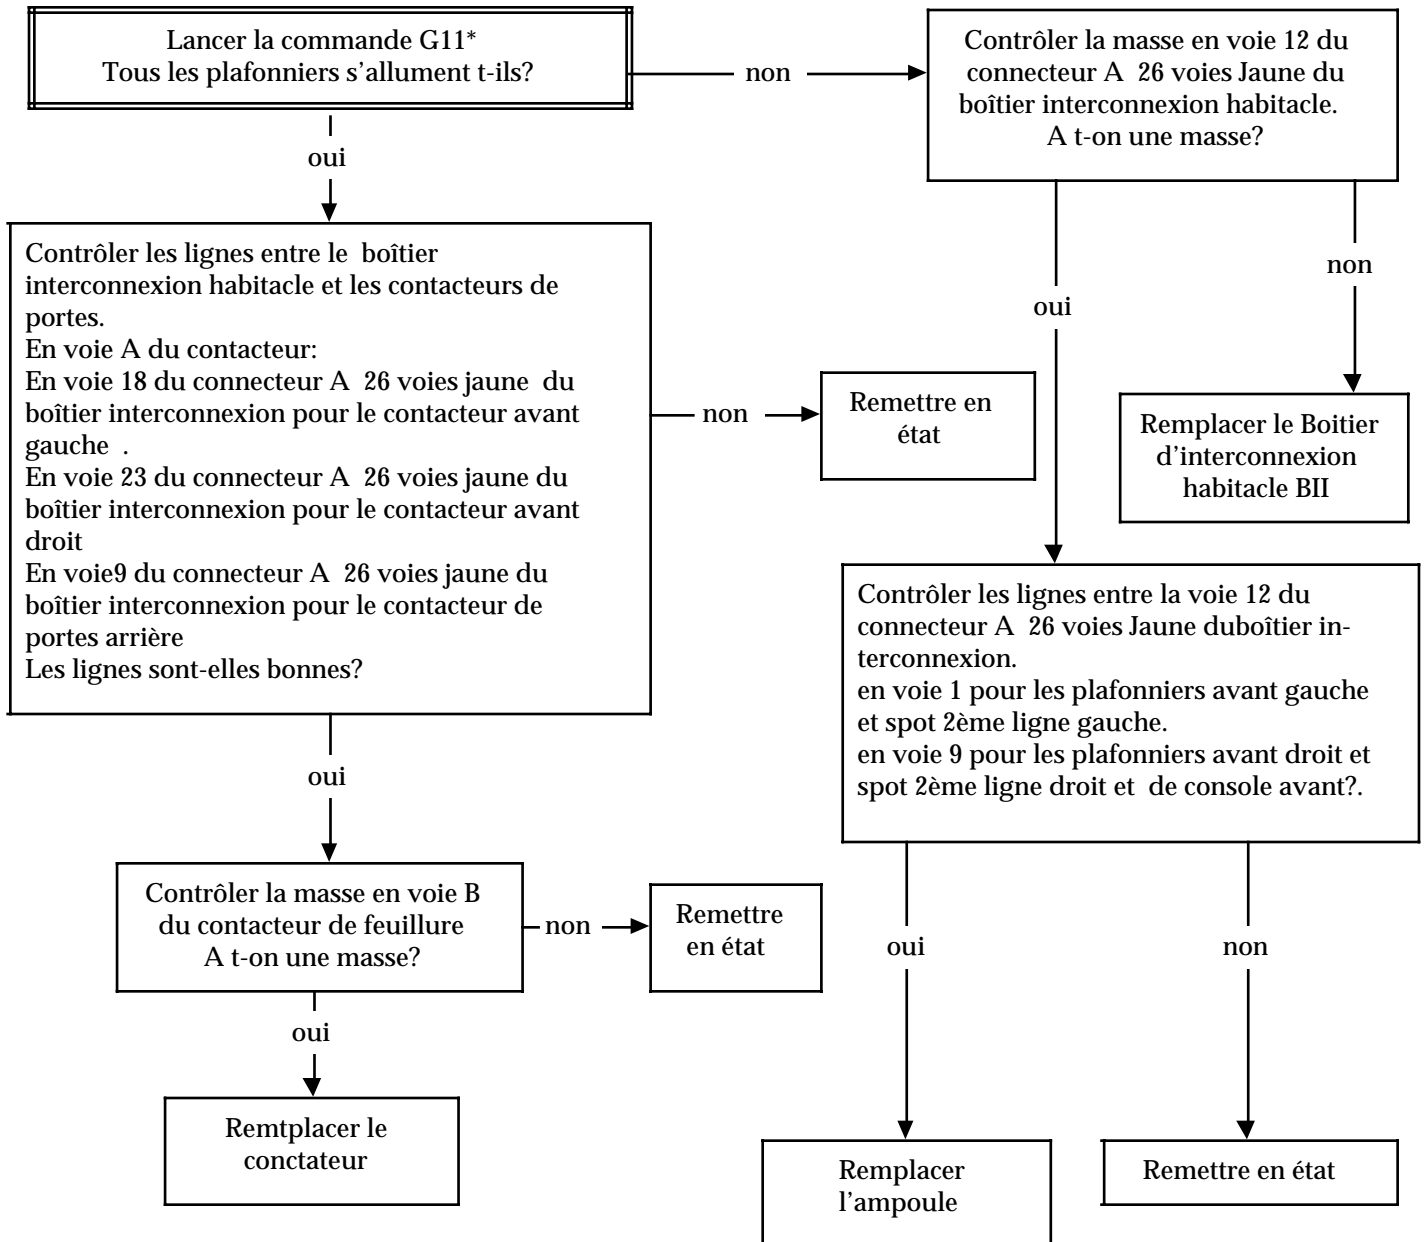 Lancer la commande G11*
Tous les plafonniers s'allument t-ils?
non
Contrôler la masse en voie 12 du
connecteur A 26 voies Jaune du
boîtier interconnexion habitacle.
A t-on une masse?
oui
Contrôler les lignes entre le boîtier
interconnexion habitacle et les contacteurs de
portes.
En voie A du contacteur:
En voie 18 du connecteur A 26 voies jaune du
boîtier interconnexion pour le contacteur avant
gauche .
En voie 23 du connecteur A 26 voies jaune du
boîtier interconnexion pour le contacteur avant
droit
En voie9 du connecteur A 26 voies jaune du
boîtier interconnexion pour le contacteur de
portes arrière
Les lignes sont-elles bonnes?
non
Remettre en
état
oui
non
Remplacer le Boitier
d'interconnexion
habitacle BII
Contrôler les lignes entre la voie 12 du
connecteur A 26 voies Jaune duboîtier in-
terconnexion.
en voie 1 pour les plafonniers avant gauche
et spot 2ème ligne gauche.
en voie 9 pour les plafonniers avant droit et
spot 2ème ligne droit et de console avant?.
oui
Contrôler la masse en voie B
du contacteur de feuillure
A t-on une masse?
non
Remettre
en état
oui
non
oui
Remtplacer le
conctateur
Remplacer
l'ampoule
Remettre en état